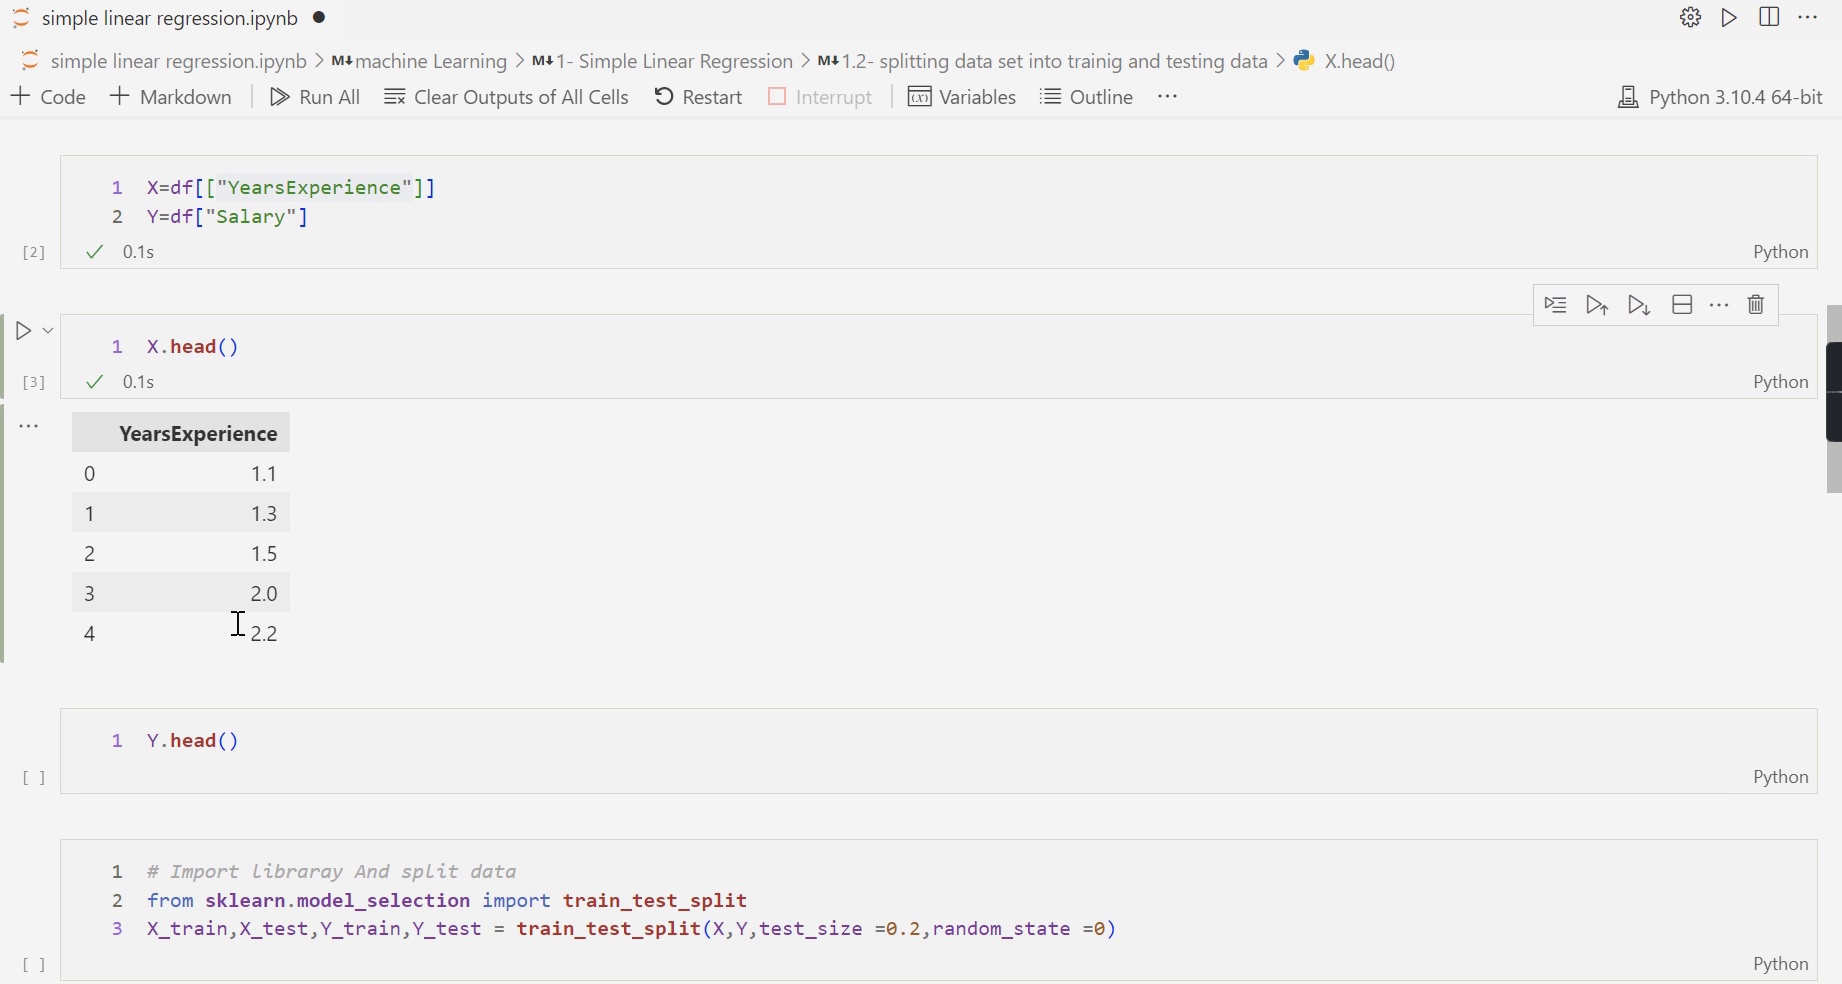 simple linear regression.ipynb
simple linear regression.ipynb > M↓ machine Learning > M↓ 1- Simple Linear Regression > M↓ 1.2- splitting data set into trainig and testing data > X.head()
+ Code + Markdown Run All Clear Outputs of All Cells Restart Interrupt Variables Outline ... Python 3.10.4 64-bit
1 X=df[["YearsExperience"]]
2 Y=df["Salary"]
[2] ✓ 0.1s Python
1 X.head()
[3] ✓ 0.1s Python
YearsExperience
0 1.1
1 1.3
2 1.5
3 2.0
4 2.2
1 Y.head()
[ ] Python
1 # Import libraray And split data
2 from sklearn.model_selection import train_test_split
3 X_train,X_test,Y_train,Y_test = train_test_split(X,Y,test_size =0.2,random_state =0)
[ ] Python